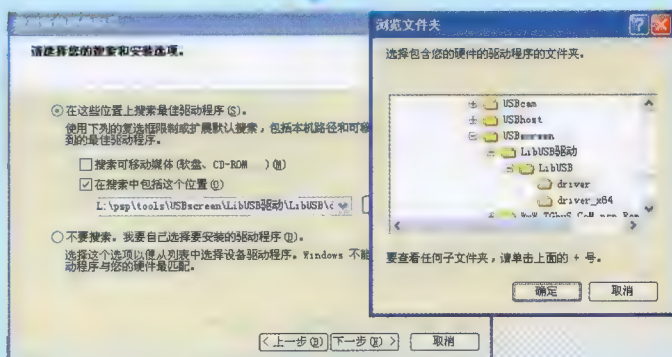 请选择您的搜索和安装选项。
在这些位置上搜索最佳驱动程序(S)。
使用下列的复选框限制或扩展默认搜索，包括本机路径和可移
到的最佳驱动程序。
搜索可移动媒体(软盘、CD-ROM )(M)
在搜索中包括这个位置(O)
L:\psp\tools\USBscreen\LibUSB驱动\LibUSB\d
不要搜索。我要自己选择要安装的驱动程序(D)。
选择这个选项以便从列表中选择设备驱动程序。Windows 不能
动程序与您的硬件最匹配。
<上一步(B) 下一步(N)> 取消
浏览文件夹
选择包含您的硬件的驱动程序的文件夹。
USBcam
USBhost
USBscreen
LibUSB驱动
LibUSB
driver
driver_x64
要查看任何子文件夹，请单击上面的 + 号。
确定 取消